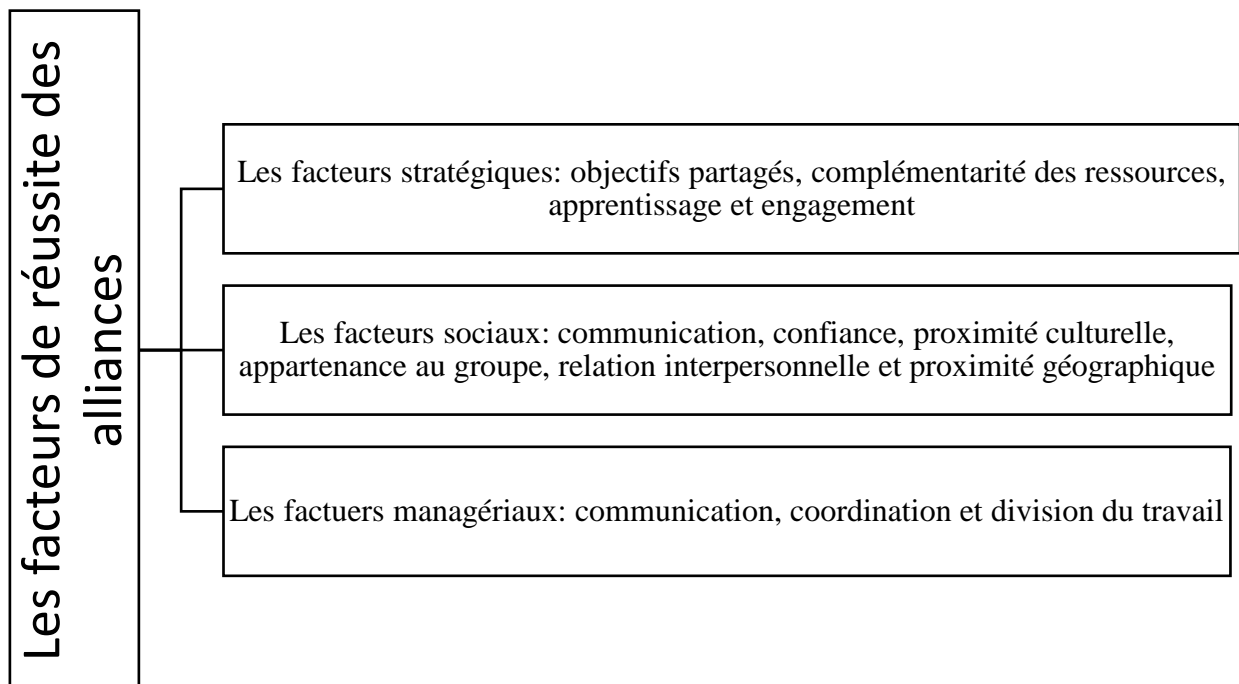 Les facteurs de réussite des
alliances
Les facteurs stratégiques: objectifs partagés, complémentarité des ressources,
apprentissage et engagement
Les facteurs sociaux: communication, confiance, proximité culturelle,
appartenance au groupe, relation interpersonnelle et proximité géographique
Les factuers managériaux: communication, coordination et division du travail